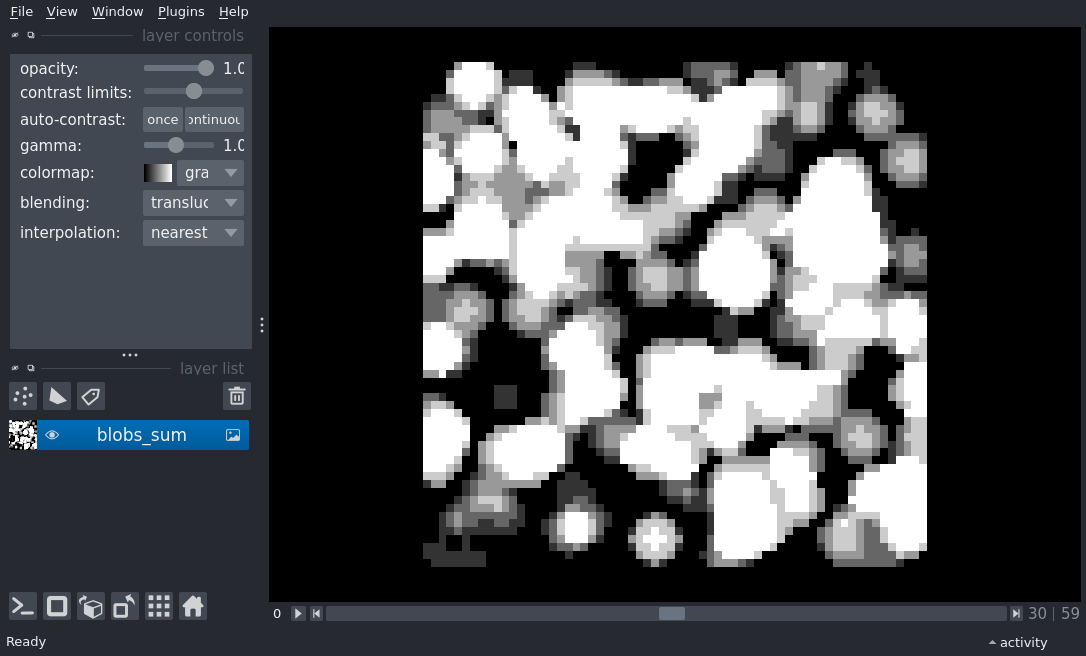 File View Window Plugins Help
layer controls
opacity: 1.0
contrast limits:
auto-contrast: once ontinuou
gamma: 1.0
colormap: gra
blending: transluc
interpolation: nearest
layer list
blobs_sum
0 30 | 59
Ready activity